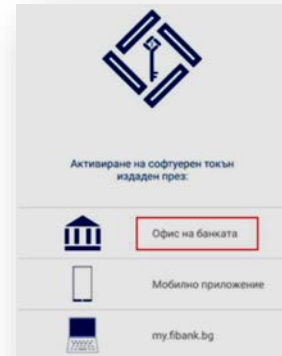 Активиране на софтуерен токън
издаден през:
Офис на банката
Мобилно приложение
my.fibank.bg